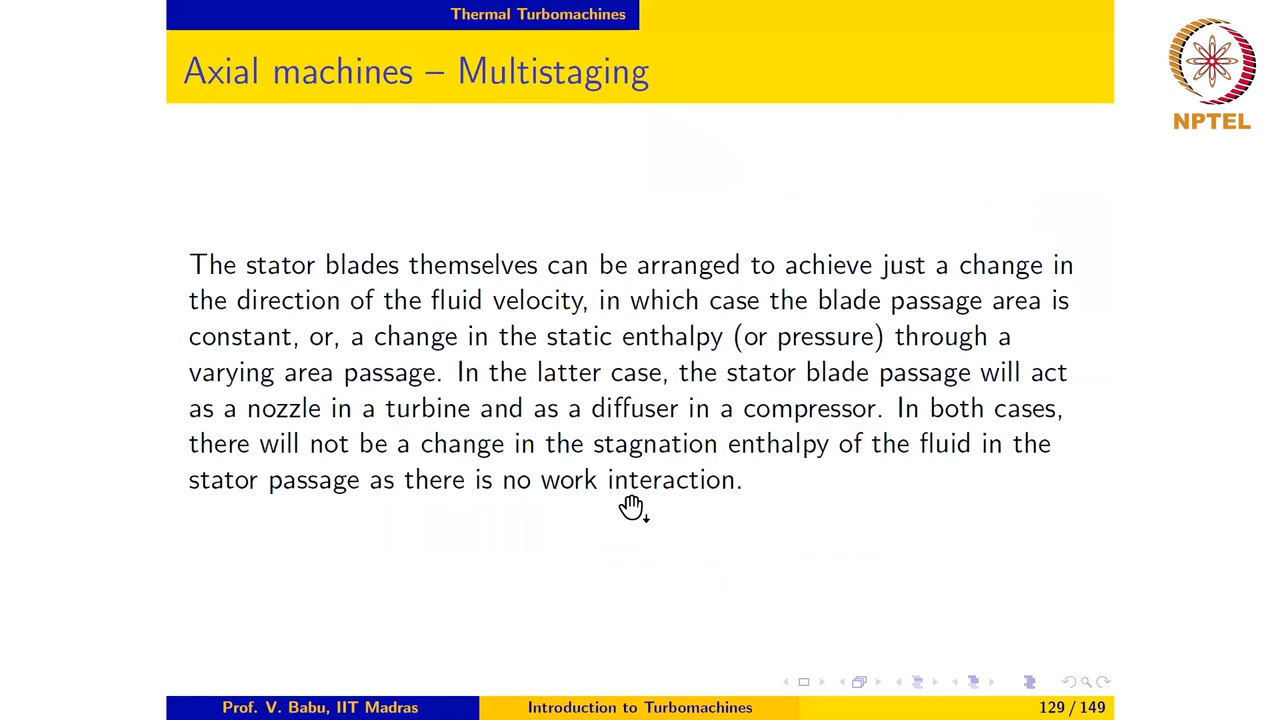 Thermal Turbomachines
Axial machines – Multistaging
NPTEL
The stator blades themselves can be arranged to achieve just a change in
the direction of the fluid velocity, in which case the blade passage area is
constant, or, a change in the static enthalpy (or pressure) through a
varying area passage. In the latter case, the stator blade passage will act
as a nozzle in a turbine and as a diffuser in a compressor. In both cases,
there will not be a change in the stagnation enthalpy of the fluid in the
stator passage as there is no work interaction.
Prof. V. Babu, IIT Madras
Introduction to Turbomachines
129 / 149